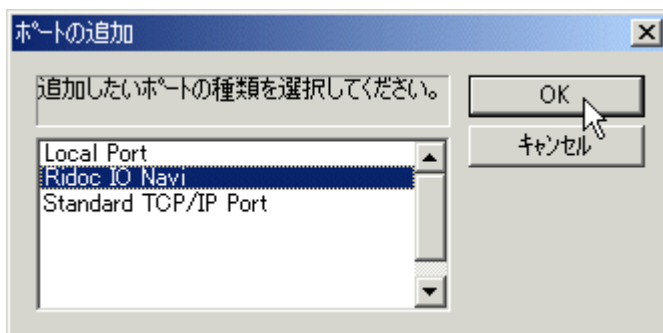 ポートの追加
追加したいポートの種類を選択してください。
OK
キャンセル
Local Port
Ridoc IO Navi
Standard TCP/IP Port